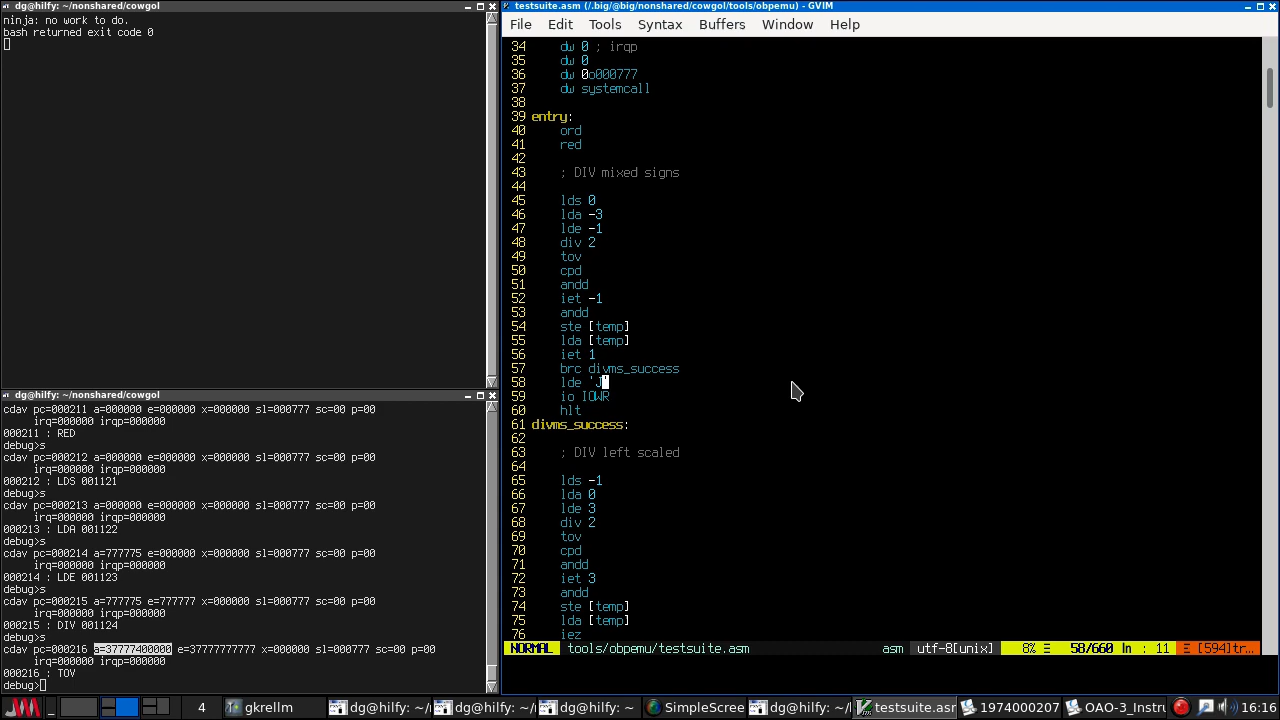 dg@hilfy: ~/nonshared/cowgol
ninja: no work to do.
bash returned exit code 0
dg@hilfy: ~/nonshared/cowgol
cdav pc=000211 a=000000 e=000000 x=000000 sl=000777 sc=00 p=00
irq=000000 irqp=000000
000211 : RED
debug>s
cdav pc=000212 a=000000 e=000000 x=000000 sl=000777 sc=00 p=00
irq=000000 irqp=000000
000212 : LDS 001121
debug>s
cdav pc=000213 a=000000 e=000000 x=000000 sl=000777 sc=00 p=00
irq=000000 irqp=000000
000213 : LDA 001122
debug>s
cdav pc=000214 a=777775 e=000000 x=000000 sl=000777 sc=00 p=00
irq=000000 irqp=000000
000214 : LDE 001123
debug>s
cdav pc=000215 a=777775 e=777777 x=000000 sl=000777 sc=00 p=00
irq=000000 irqp=000000
000215 : DIV 001124
debug>s
cdav pc=000216 a=37777400000 e=37777777777 x=000000 sl=000777 sc=00 p=00
irq=000000 irqp=000000
000216 : TOV
debug>
testsuite.asm (/.big/@big/nonshared/cowgol/tools/obpemu) - GVIM
File Edit Tools Syntax Buffers Window Help
34 dw 0 ; irqp
35 dw 0
36 dw 0o000777
37 dw systemcall
38
39 entry:
40 ord
41 red
42
43 ; DIV mixed signs
44
45 lds 0
46 lda -3
47 lde -1
48 div 2
49 tov
50 cpd
51 andd
52 iet -1
53 andd
54 ste [temp]
55 lda [temp]
56 iet 1
57 brc divms_success
58 lde 'J'
59 io IOWR
60 hlt
61 divms_success:
62
63 ; DIV left scaled
64
65 lds -1
66 lda 0
67 lde 3
68 div 2
69 tov
70 cpd
71 andd
72 iet 3
73 andd
74 ste [temp]
75 lda [temp]
76 iez
NORMAL tools/obpemu/testsuite.asm asm utf-8[unix] 8% ☰ 58/660 ln : 11 Ξ [594]tr…
4 gkrellm dg@hilfy: ~/ dg@hilfy: ~/ dg@hilfy: ~ SimpleScree dg@hilfy: ~/ testsuite.asr 1974000207 OAO-3_Instru 16:16